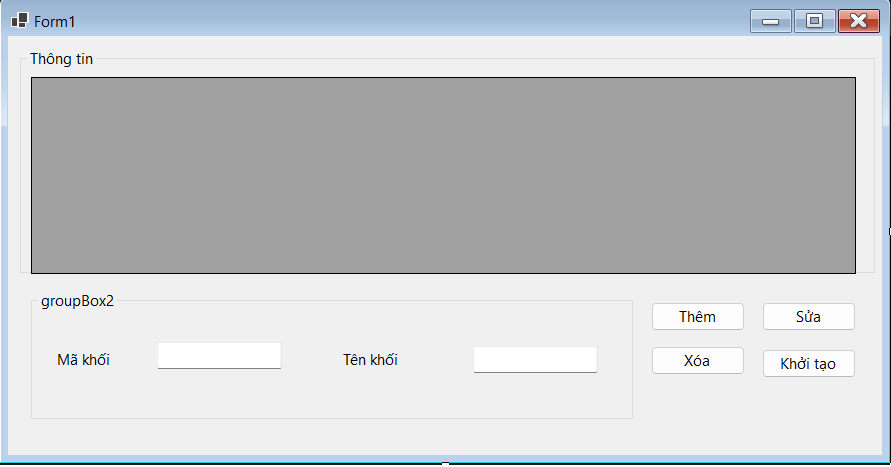 Form1
Thông tin
groupBox2
Mã khối
Tên khối
Thêm
Sửa
Xóa
Khởi tạo